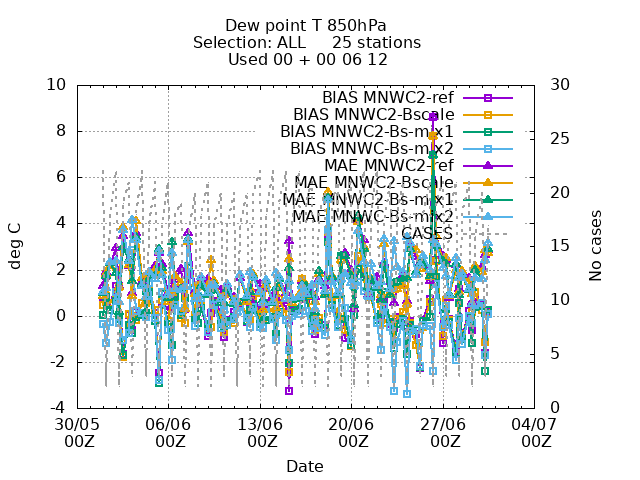 Dew point T 850hPa
Selection: ALL 25 stations
Used 00 + 00 06 12
deg C
No cases
10
8
6
4
2
0
-2
-4
30
25
20
15
10
5
0
BIAS MNWC2-ref
BIAS MNWC2-Bscale
BIAS MNWC2-Bs-mix1
BIAS MNWC-Bs-mix2
MAE MNWC2-ref
MAE MNWC2-Bscale
MAE MNWC2-Bs-mix1
MAE MNWC-Bs-mix2
CASES
30/05 06/06 13/06 20/06 27/06 04/07
00Z 00Z 00Z 00Z 00Z 00Z
Date